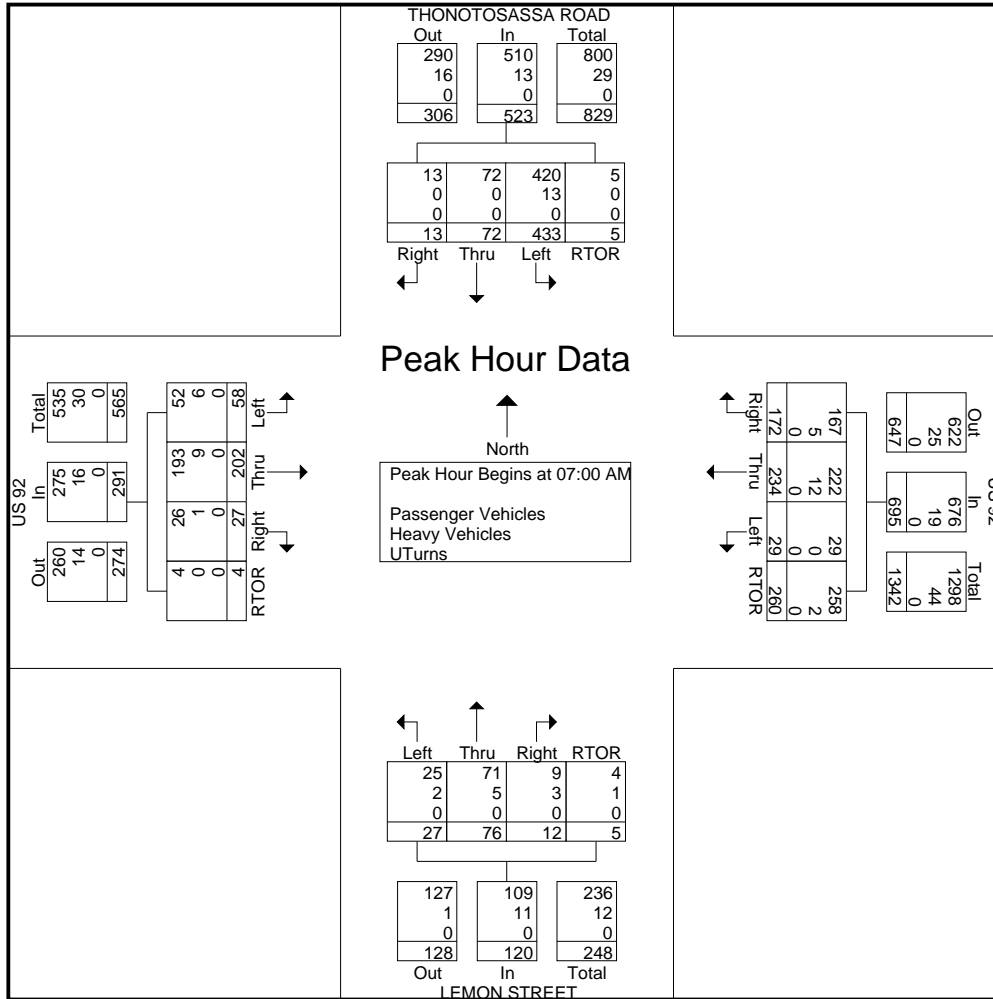 THONOTOSASSA ROAD
Out In Total
290 510 800
16 13 29
0 0 0
306 523 829
13 72 420 5
0 0 13 0
0 0 0 0
13 72 433 5
Right Thru Left RTOR
Peak Hour Data
North
Peak Hour Begins at 07:00 AM
Passenger Vehicles
Heavy Vehicles
UTurns
US 92
Out In Total
260 275 535
14 16 30
0 0 0
274 291 565
4 26 193 52
0 1 9 6
0 0 0 0
4 27 202 58
RTOR Right Thru Left
Out In Total
622 676 1298
25 19 44
0 0 0
647 695 1342
167 222 29 258
5 12 0 2
0 0 0 0
172 234 29 260
Right Thru Left RTOR
Left Thru Right RTOR
25 71 9 4
2 5 3 1
0 0 0 0
27 76 12 5
127 109 236
1 11 12
0 0 0
128 120 248
Out In Total
LEMON STREET